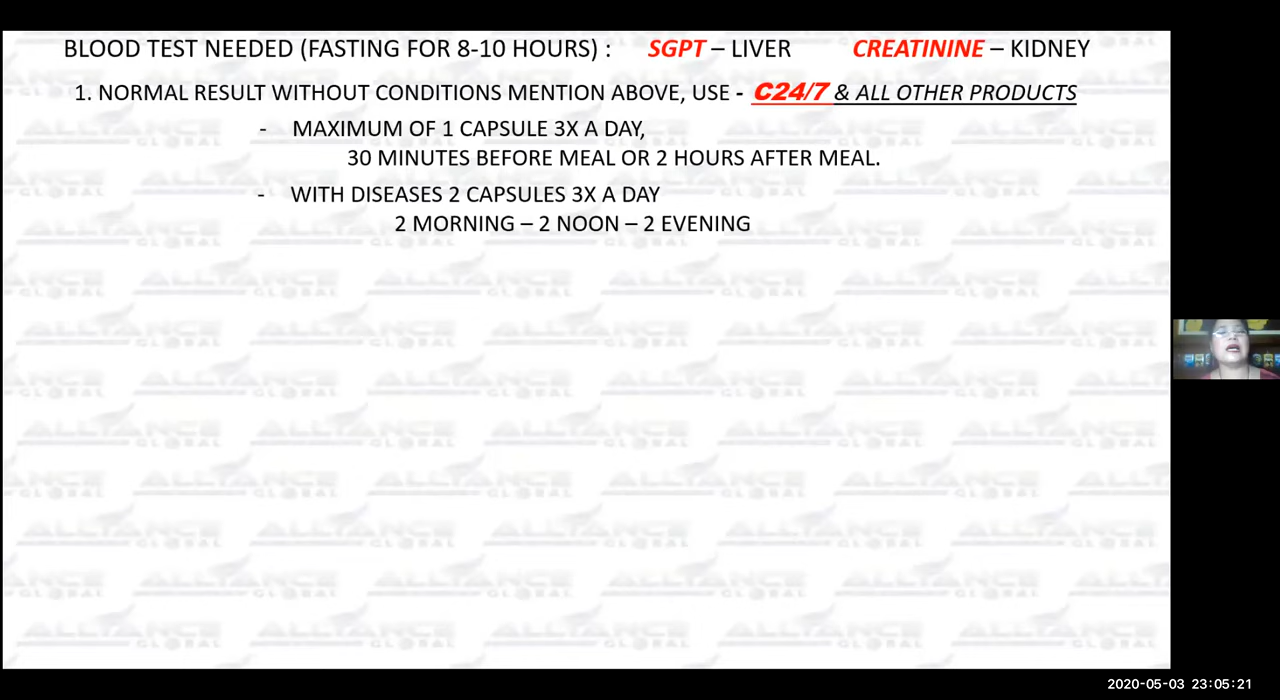 BLOOD TEST NEEDED (FASTING FOR 8-10 HOURS) : SGPT – LIVER CREATININE – KIDNEY
1. NORMAL RESULT WITHOUT CONDITIONS MENTION ABOVE, USE - C24/7 & ALL OTHER PRODUCTS
- MAXIMUM OF 1 CAPSULE 3X A DAY,
30 MINUTES BEFORE MEAL OR 2 HOURS AFTER MEAL.
- WITH DISEASES 2 CAPSULES 3X A DAY
2 MORNING – 2 NOON – 2 EVENING
ALLIANCE
GLOBAL
2020-05-03 23:05:21